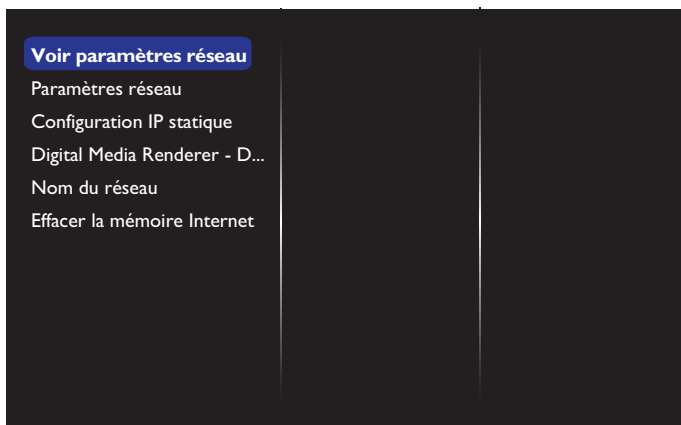 Voir paramètres réseau
Paramètres réseau
Configuration IP statique
Digital Media Renderer - D...
Nom du réseau
Effacer la mémoire Internet